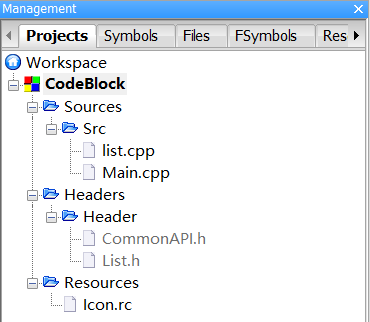 Management
Projects Symbols Files FSymbols Res
Workspace
CodeBlock
Sources
Src
list.cpp
Main.cpp
Headers
Header
CommonAPI.h
List.h
Resources
Icon.rc